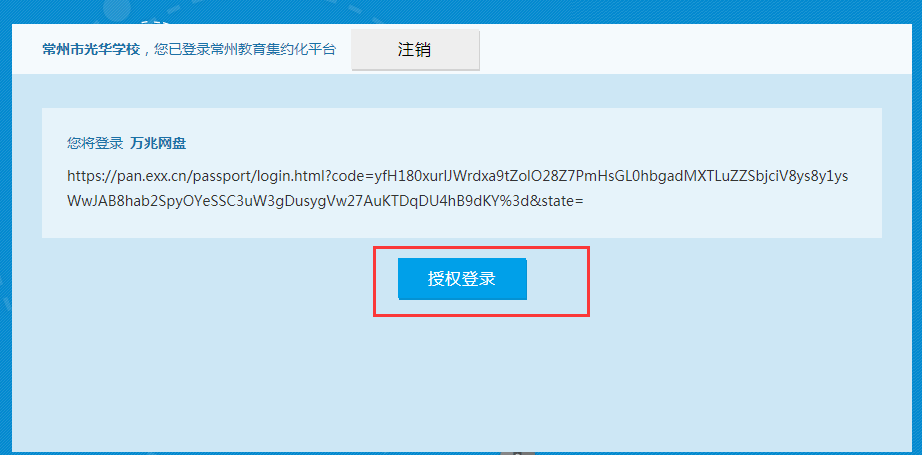 常州市光华学校，您已登录常州教育集约化平台 注销
您将登录 万兆网盘
https://pan.exx.cn/passport/login.html?code=yfH180xurIJWrdxa9tZolO28Z7PmHsGL0hbgadMXTLuZZSbjciV8ys8y1ys
WwJAB8hab2SpyOYeSSC3uW3gDusygVw27AuKTDqDU4hB9dKY%3d&state=
授权登录